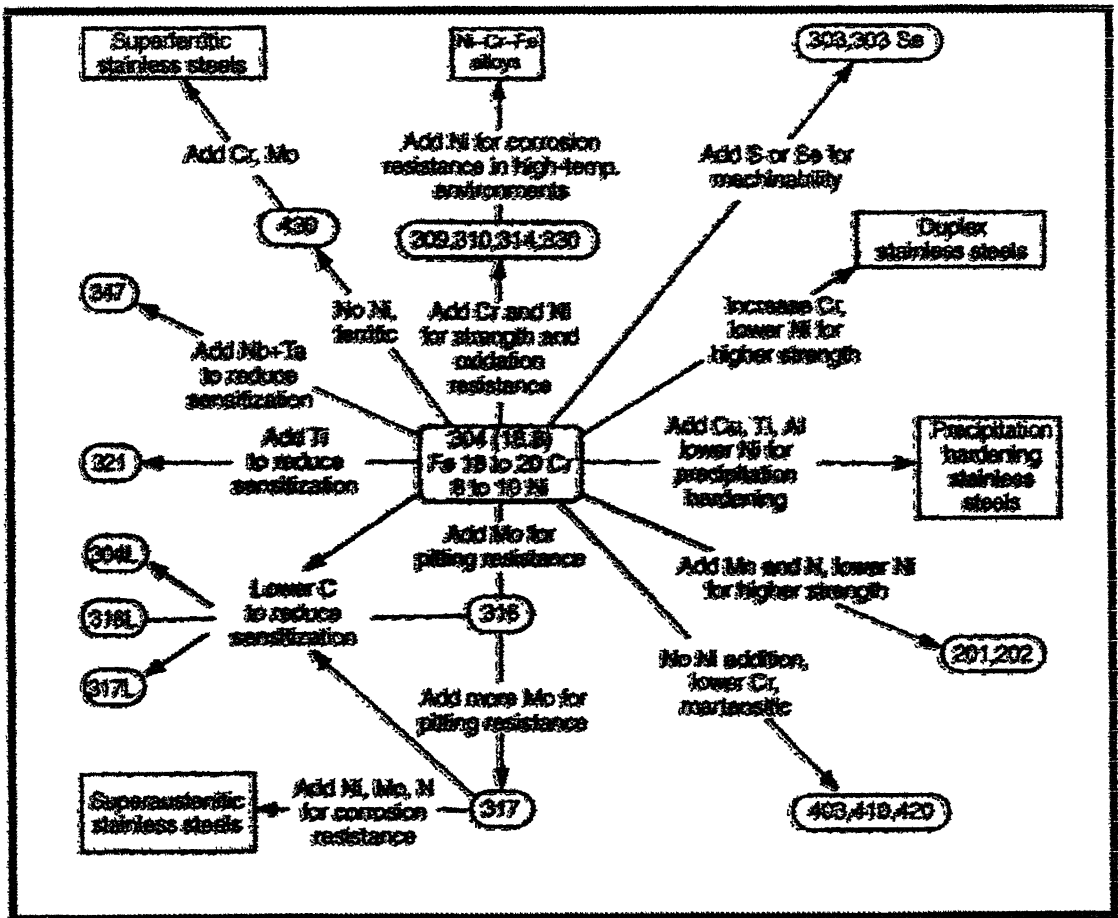 Superferritic
stainless steels
Ni-Cr-Fe
alloys
303,303 Se
Add Cr, Mo
Add Ni for corrosion
resistance in high-temp.
environments
Add S or Se for
machinability
430
309,310,314,330
Duplex
stainless steels
347
No Ni,
ferritic
Add Cr and Ni
for strength and
oxidation
resistance
Increase Cr,
lower Ni for
higher strength
Add Nb+Ta
to reduce
sensitization
321
Add Ti
to reduce
sensitization
304 (18.8)
Fe 18 to 20 Cr
8 to 10 Ni
Add Cu, Ti, Al
lower Ni for
precipitation
hardening
Precipitation
hardening
stainless
steels
Add Mo for
pitting resistance
304L
316L
317L
Lower C
to reduce
sensitization
316
Add Mn and N, lower Ni
for higher strength
201,202
No Ni addition,
lower Cr,
martensitic
Add more Mo for
pitting resistance
Superaustenitic
stainless steels
Add Ni, Mo, N
for corrosion
resistance
317
403,410,420